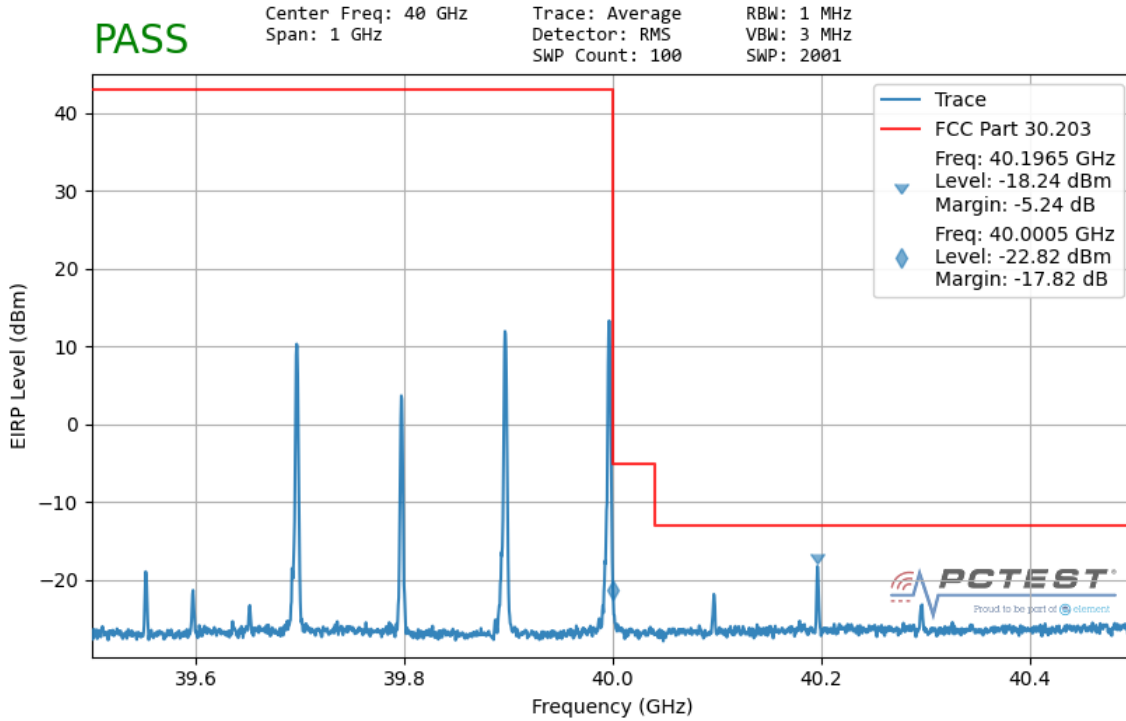 PASS
Center Freq: 40 GHz
Span: 1 GHz
Trace: Average
Detector: RMS
SWP Count: 100
RBW: 1 MHz
VBW: 3 MHz
SWP: 2001
Trace
FCC Part 30.203
Freq: 40.1965 GHz
Level: -18.24 dBm
Margin: -5.24 dB
Freq: 40.0005 GHz
Level: -22.82 dBm
Margin: -17.82 dB
EIRP Level (dBm)
40
30
20
10
0
−10
−20
PCTEST®
Proud to be part of element
39.6
39.8
40.0
40.2
40.4
Frequency (GHz)